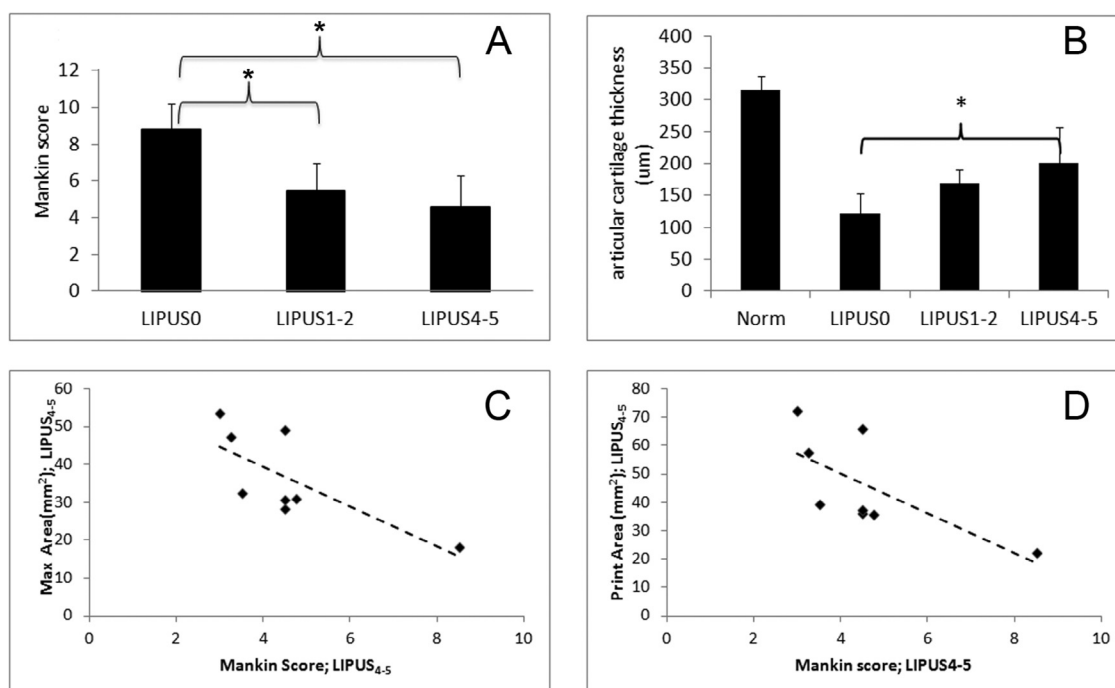 A
*
*
12
10
8
6
4
2
0
Mankin score
LIPUS0 LIPUS1-2 LIPUS4-5
B
*
400
350
300
250
200
150
100
50
0
articular cartilage thickness
(um)
Norm LIPUS0 LIPUS1-2 LIPUS4-5
C
60
50
40
30
20
10
0
Max Area(mm²); LIPUS₄₋₅
0 2 4 6 8 10
Mankin Score; LIPUS₄₋₅
D
80
70
60
50
40
30
20
10
0
Print Area (mm²); LIPUS₄₋₅
0 2 4 6 8 10
Mankin score; LIPUS4-5